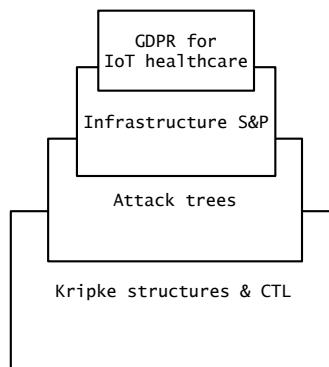 GDPR for
IoT healthcare
Infrastructure S&P
Attack trees
Kripke structures & CTL